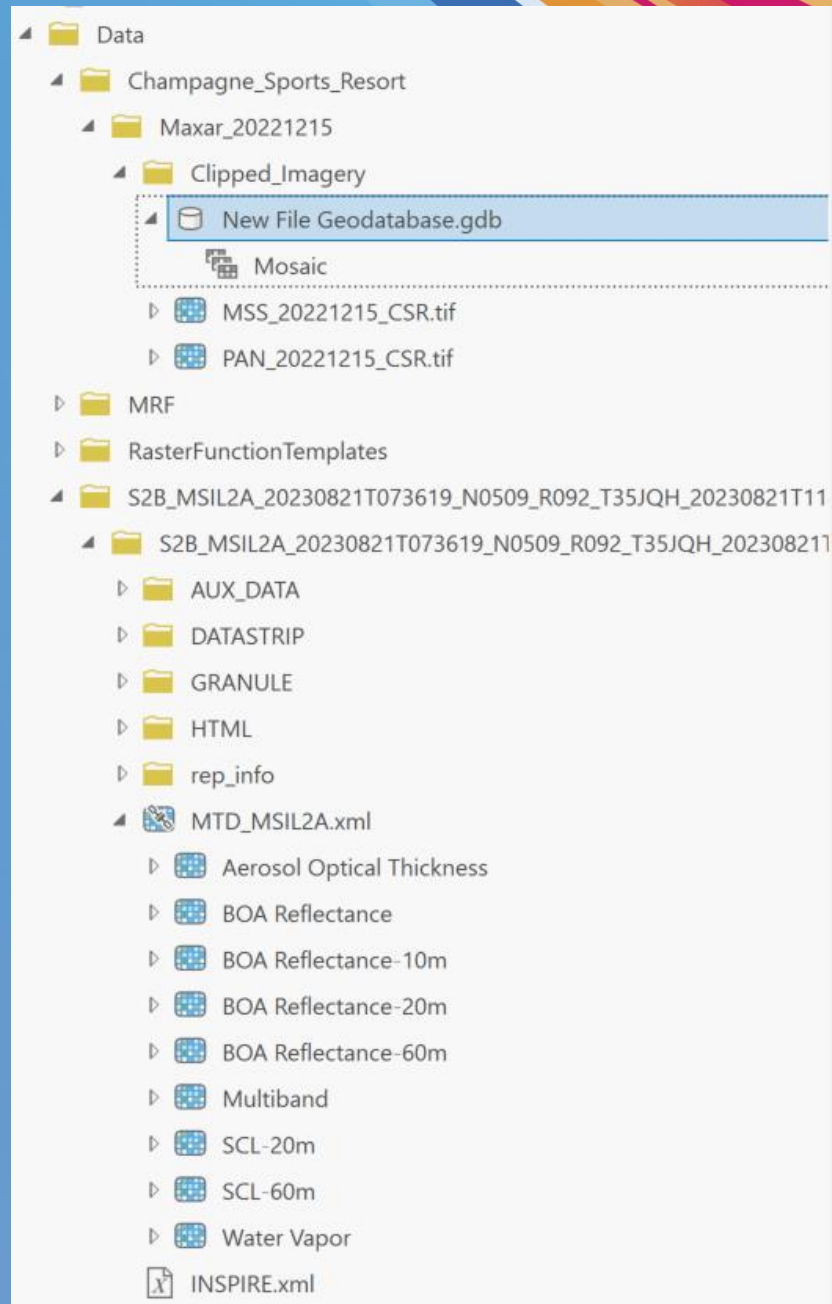 Data
Champagne_Sports_Resort
Maxar_20221215
Clipped_Imagery
New File Geodatabase.gdb
Mosaic
MSS_20221215_CSR.tif
PAN_20221215_CSR.tif
MRF
RasterFunctionTemplates
S2B_MSIL2A_20230821T073619_N0509_R092_T35JQH_20230821T11
S2B_MSIL2A_20230821T073619_N0509_R092_T35JQH_20230821T
AUX_DATA
DATASTRIP
GRANULE
HTML
rep_info
MTD_MSIL2A.xml
Aerosol Optical Thickness
BOA Reflectance
BOA Reflectance-10m
BOA Reflectance-20m
BOA Reflectance-60m
Multiband
SCL-20m
SCL-60m
Water Vapor
INSPIRE.xml